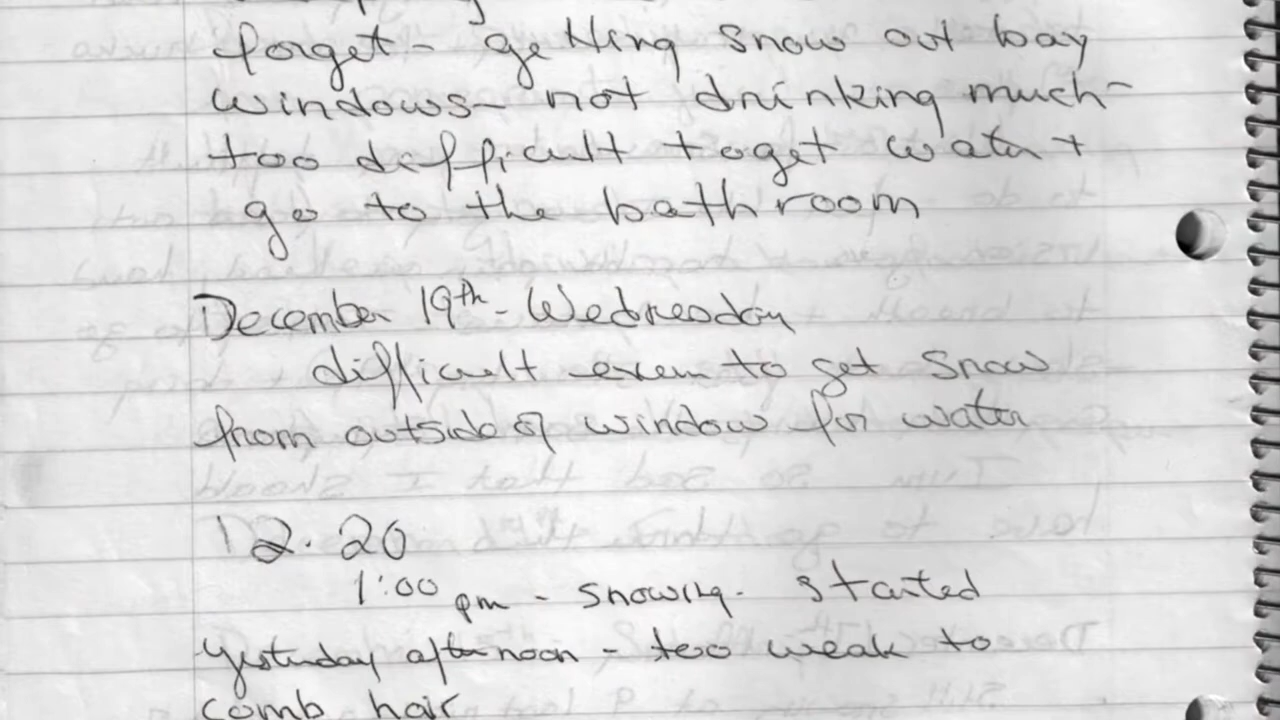 forget - getting snow out bay
windows - not drinking much -
too defficult to get water +
go to the bathroom
December 19th - Wednesday
difficult even to get snow
from outside of window for water
12.20
1:00 pm - snowing. started
yesterday afternoon - too weak to
comb hair